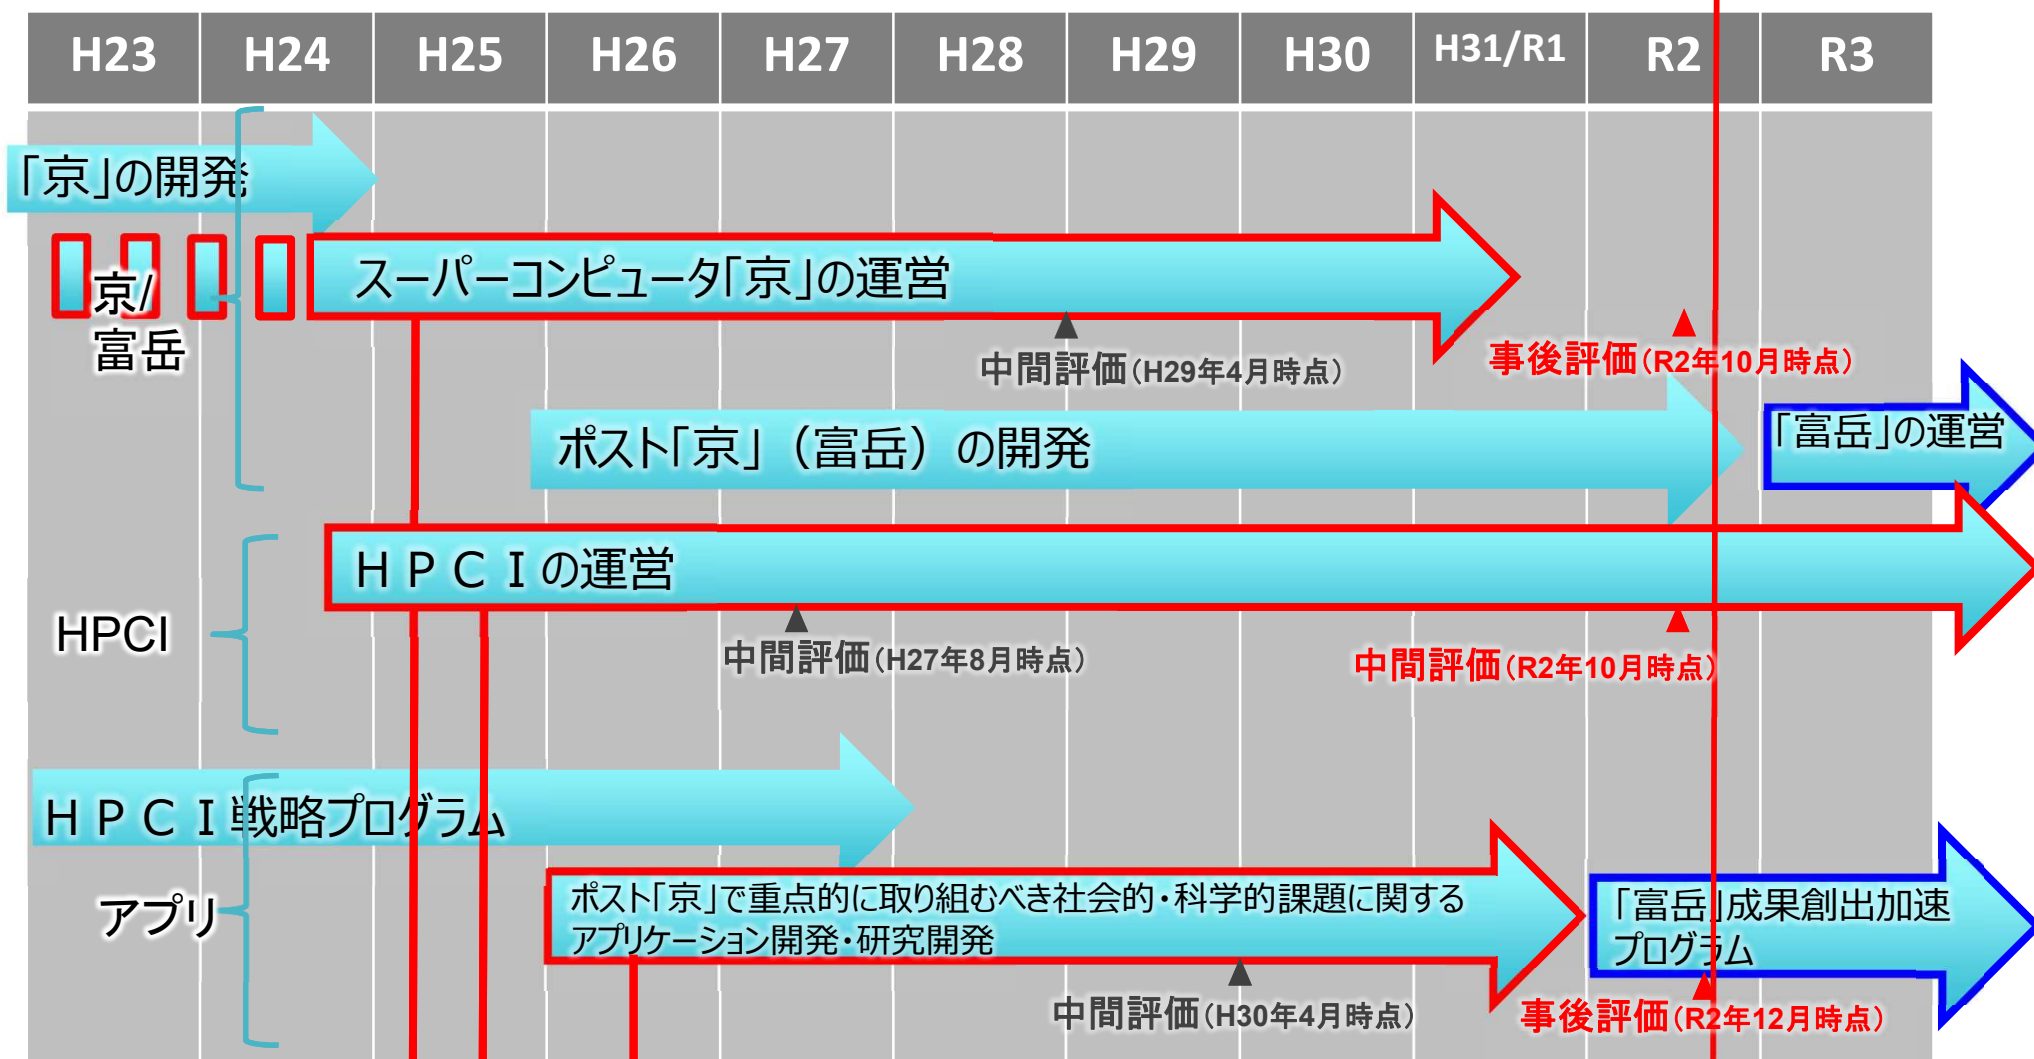 H23 H24 H25 H26 H27 H28 H29 H30 H31/R1 R2 R3
「京」の開発
スーパーコンピュータ「京」の運営
京/
富岳
中間評価(H29年4月時点)
事後評価(R2年10月時点)
ポスト「京」（富岳）の開発
「富岳」の運営
ＨＰＣＩの運営
HPCI
中間評価(H27年8月時点)
中間評価(R2年10月時点)
ＨＰＣＩ戦略プログラム
アプリ
ポスト「京」で重点的に取り組むべき社会的・科学的課題に関する
アプリケーション開発・研究開発
「富岳」成果創出加速
プログラム
中間評価(H30年4月時点)
事後評価(R2年12月時点)